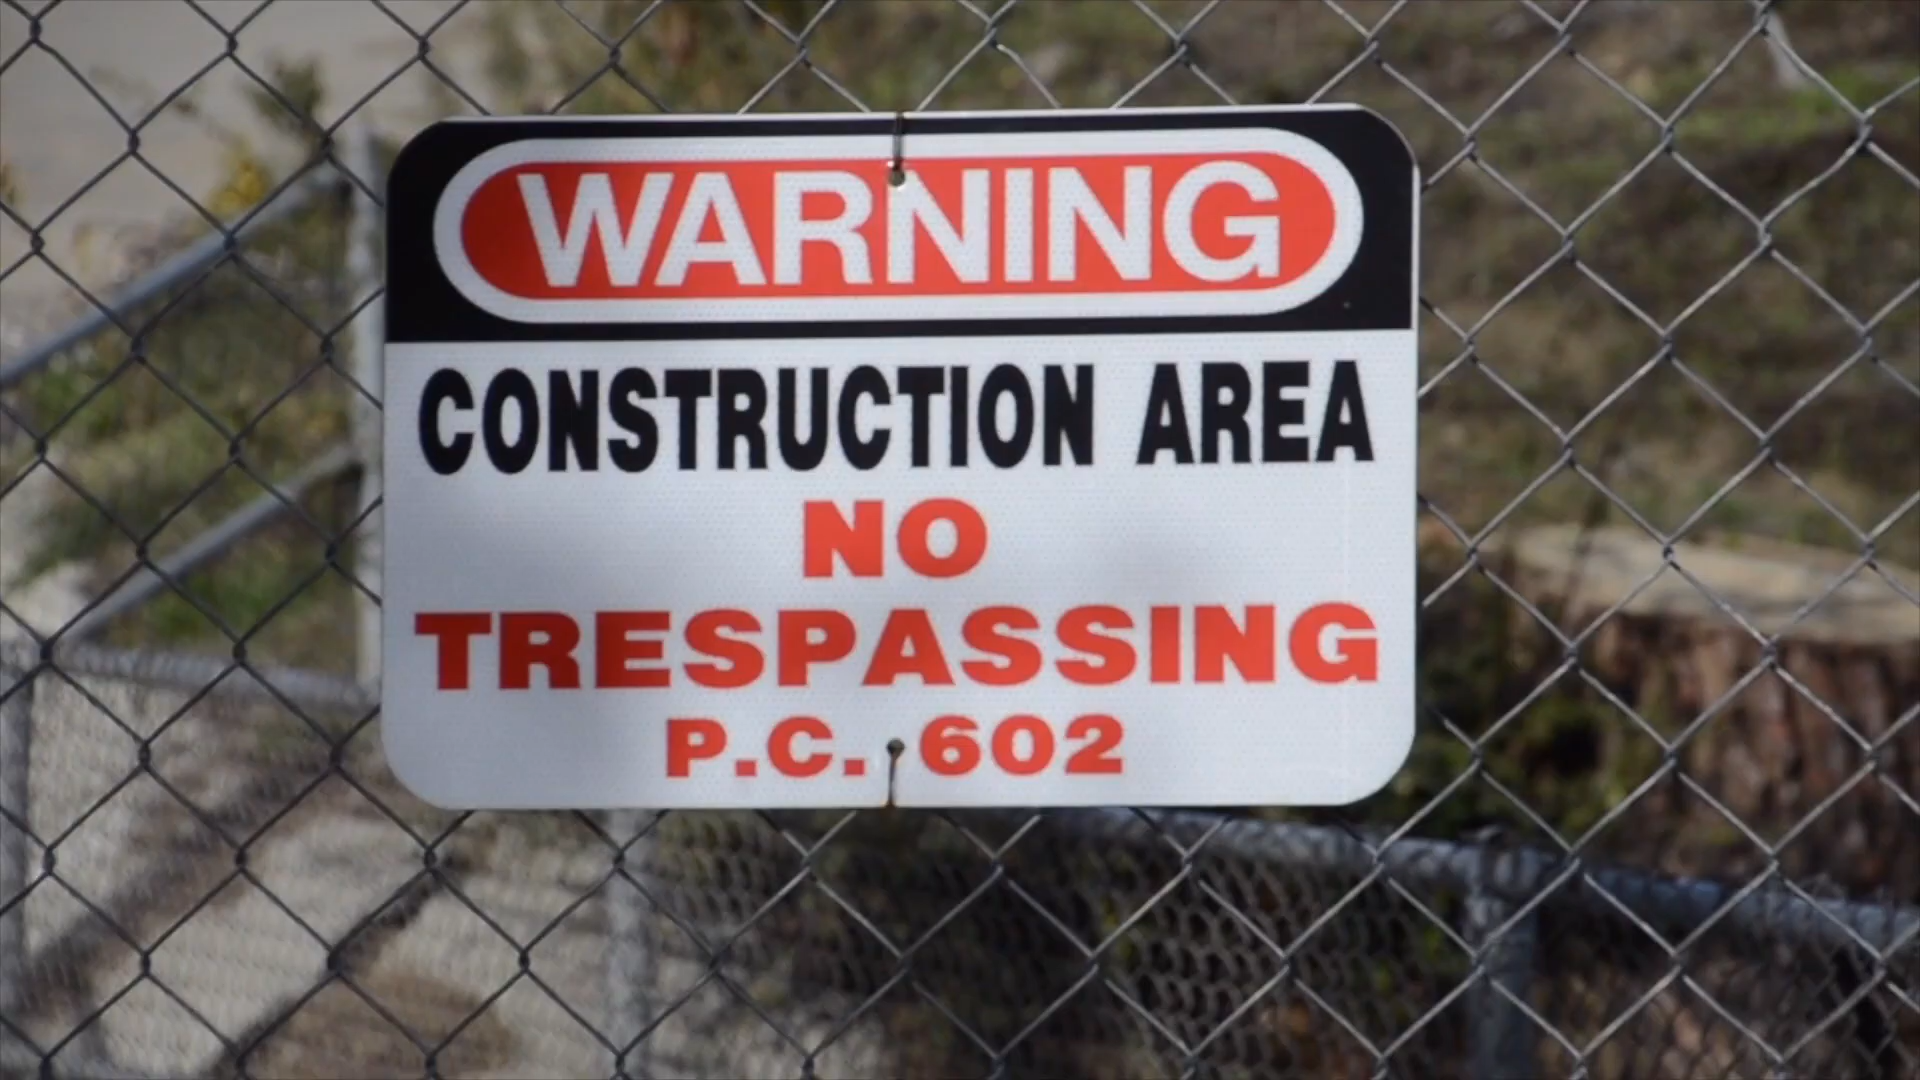 WARNING
CONSTRUCTION AREA
NO
TRESPASSING
P.C. 602